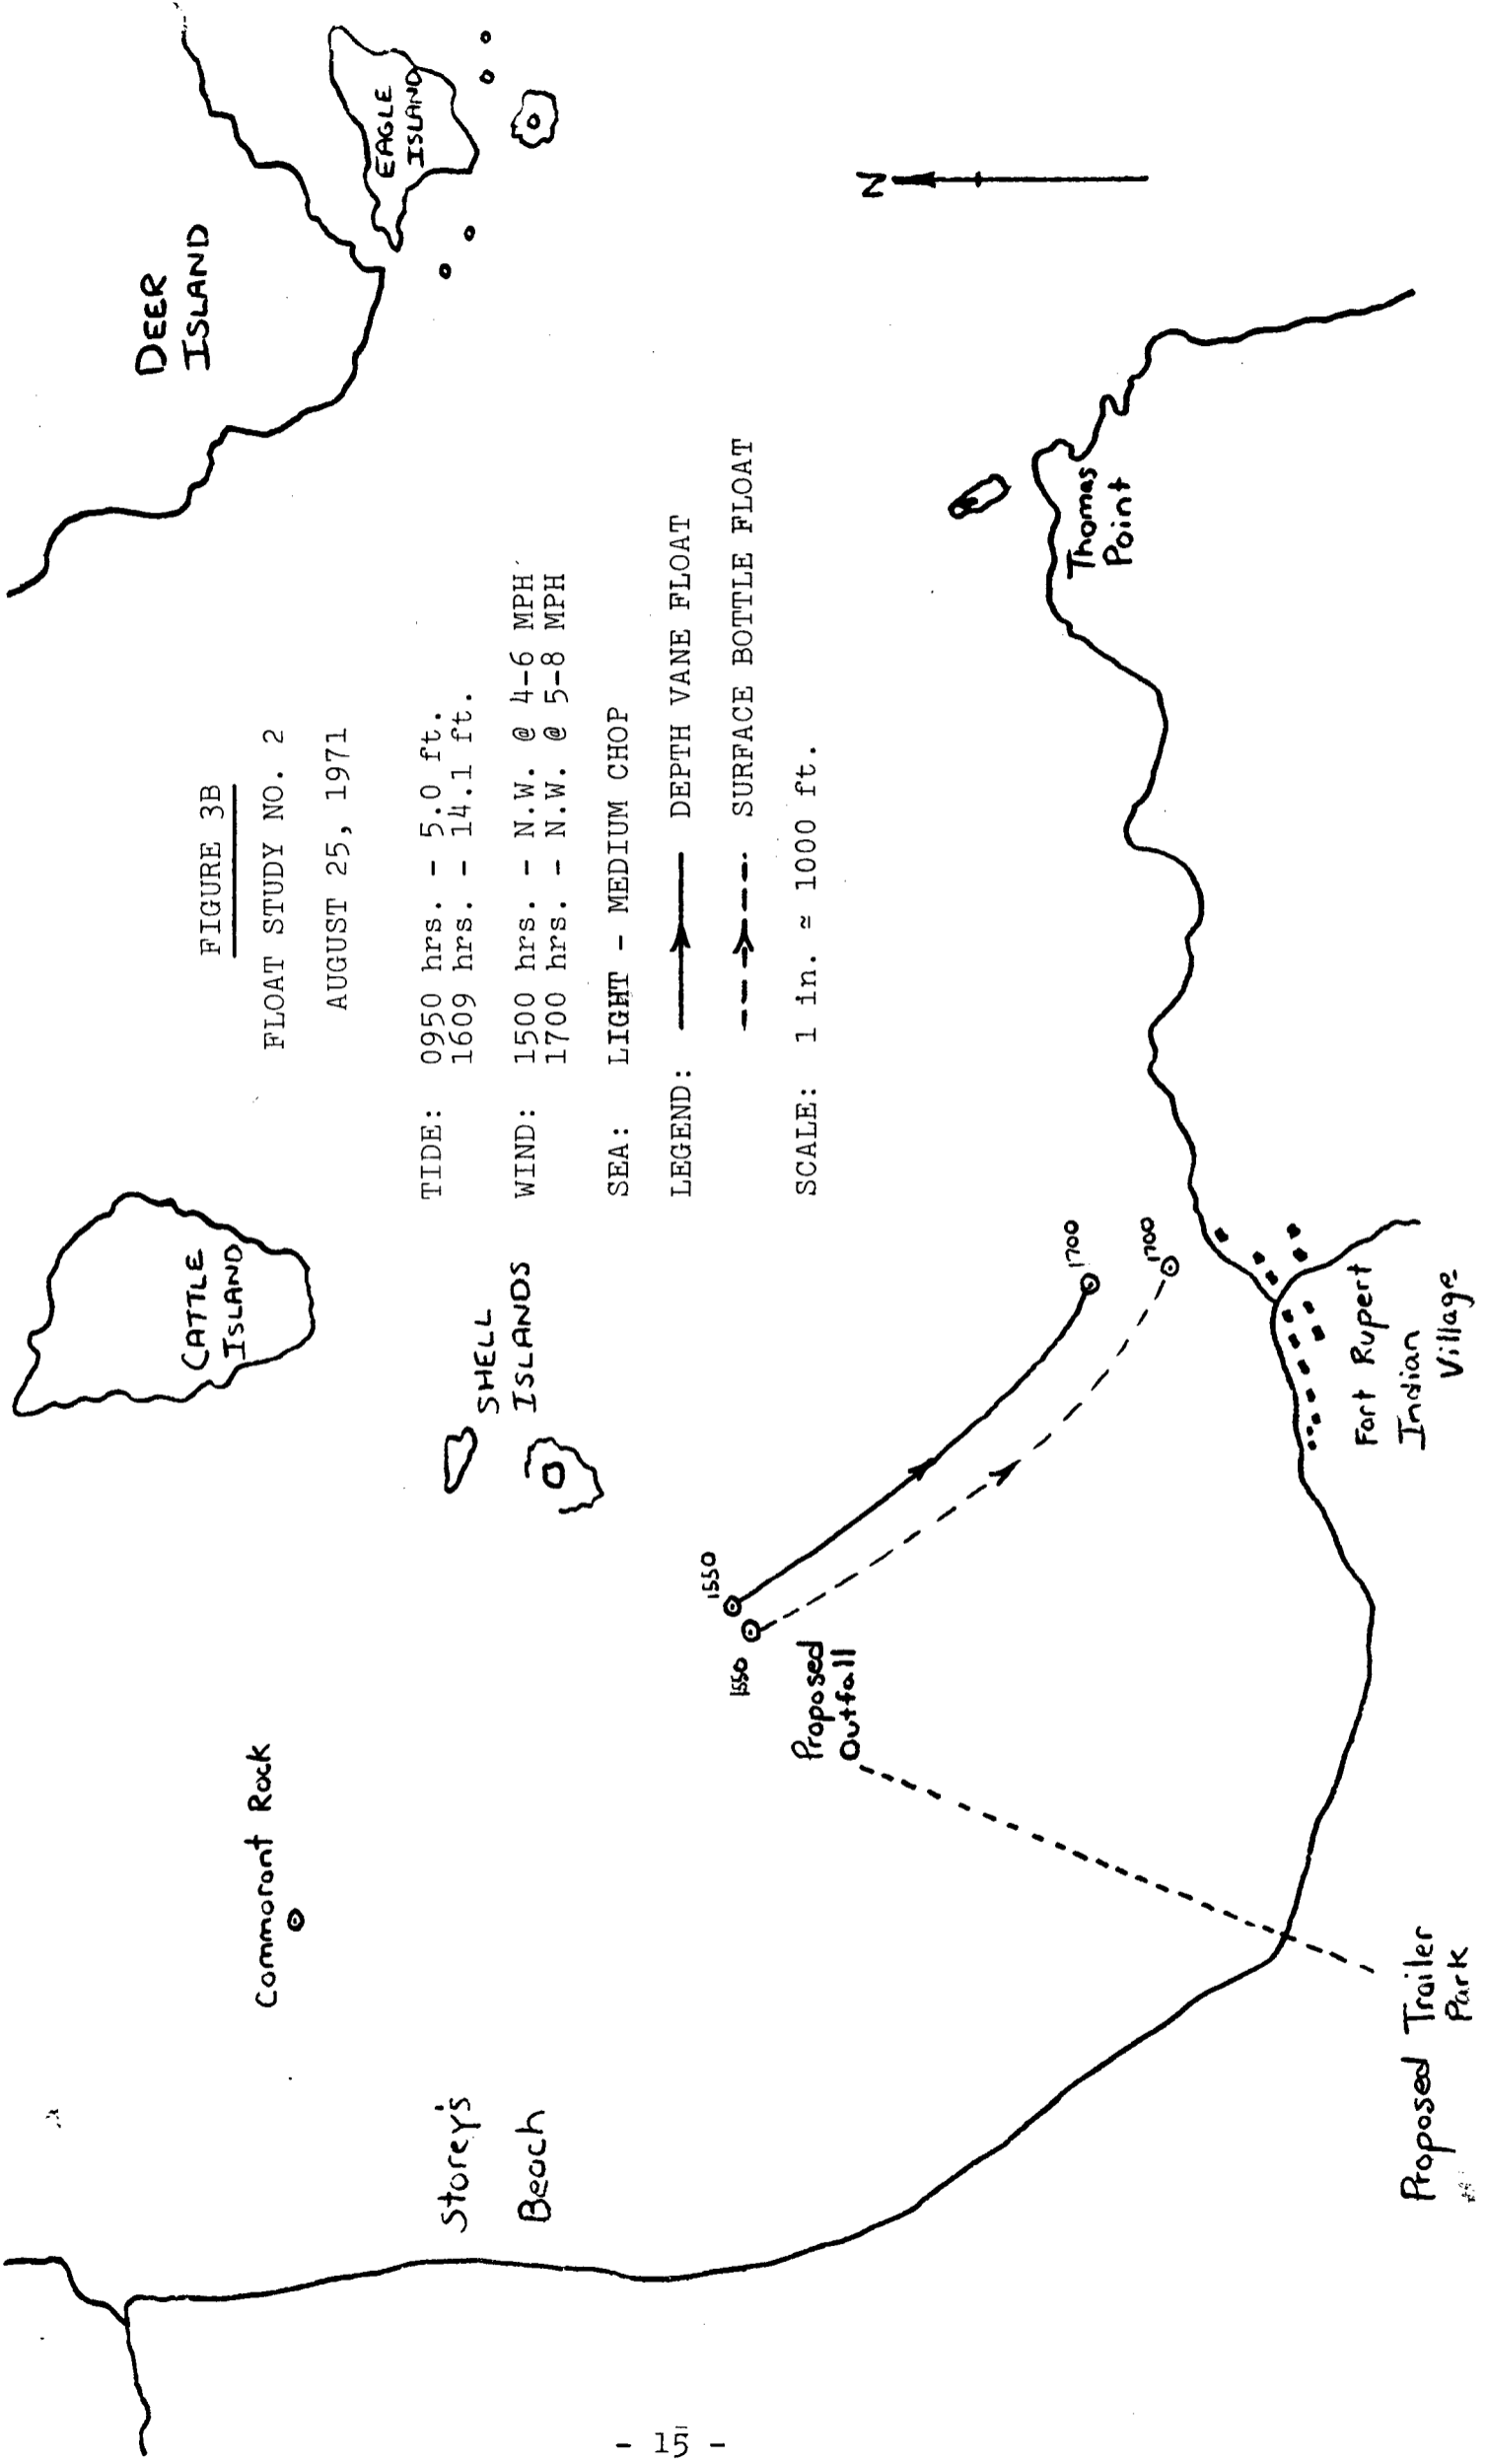 FIGURE 3B
FLOAT STUDY NO. 2
AUGUST 25, 1971
TIDE: 0950 hrs. - 5.0 ft.
1609 hrs. - 14.1 ft.
WIND: 1500 hrs. - N.W. @ 4-6 MPH
1700 hrs. - N.W. @ 5-8 MPH
SEA: LIGHT - MEDIUM CHOP
LEGEND: DEPTH VANE FLOAT
SURFACE BOTTLE FLOAT
SCALE: 1 in. ≃ 1000 ft.
DEER
ISLAND
EAGLE
ISLAND
CATTLE
ISLAND
SHELL
ISLANDS
Commorant Rock
Storey's
Beach
N
Thomas
Point
1550
1550
1700
1700
Proposed
Outfall
Fort Rupert
Indian
Village
Proposed Trailer
Park
- 15 -